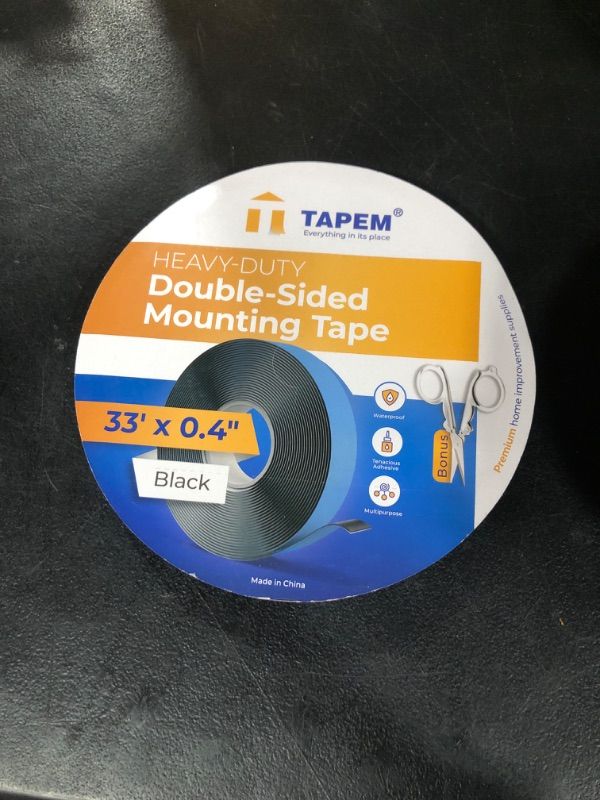 TAPEM®
Everything in its place
HEAVY-DUTY
Double-Sided
Mounting Tape
33' x 0.4"
Black
Waterproof
Tenacious
Adhesive
Multipurpose
Bonus
Premium home improvement supplies
Made in China